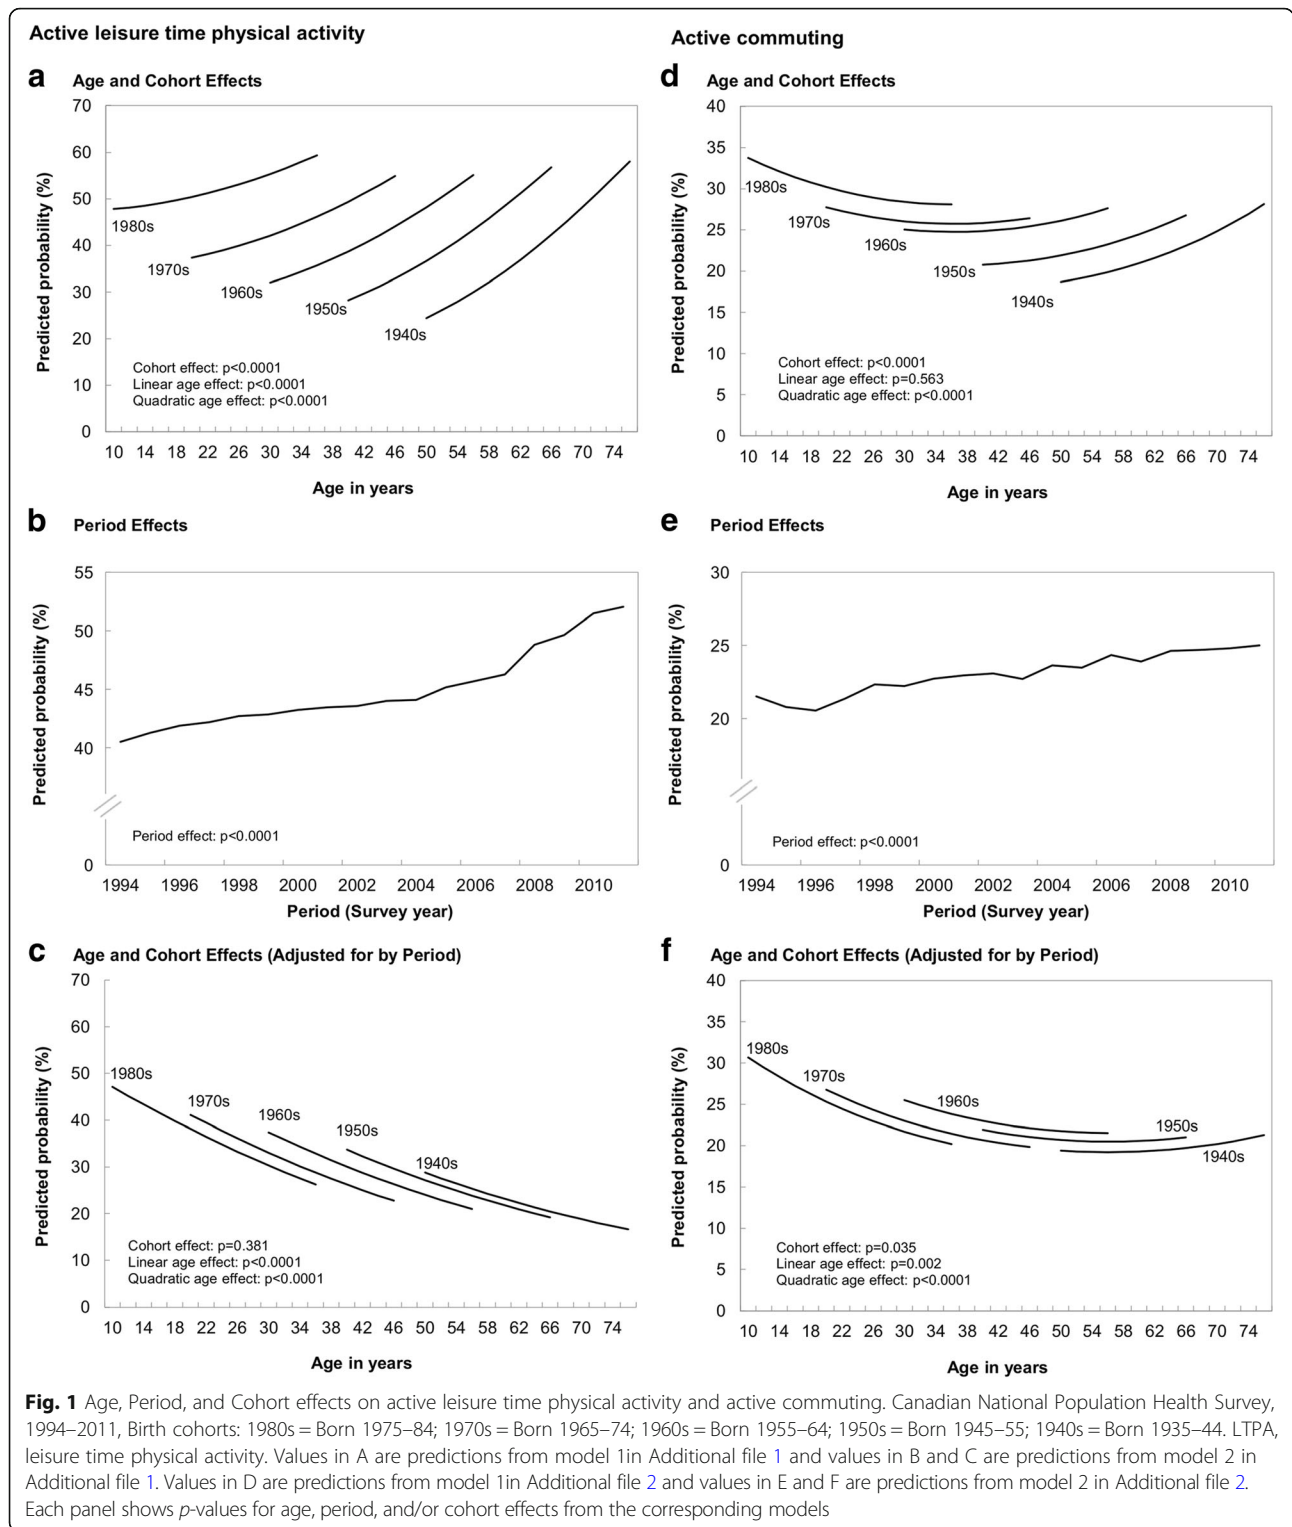 Active leisure time physical activity
Active commuting
a Age and Cohort Effects
70
60
50
40
30
20
10
0
Predicted probability (%)
1980s
1970s
1960s
1950s
1940s
Cohort effect: p<0.0001
Linear age effect: p<0.0001
Quadratic age effect: p<0.0001
10 14 18 22 26 30 34 38 42 46 50 54 58 62 66 70 74
Age in years
d Age and Cohort Effects
40
35
30
25
20
15
10
5
0
Predicted probability (%)
1980s
1970s
1960s
1950s
1940s
Cohort effect: p<0.0001
Linear age effect: p=0.563
Quadratic age effect: p<0.0001
10 14 18 22 26 30 34 38 42 46 50 54 58 62 66 70 74
Age in years
b Period Effects
55
50
45
40
0
Predicted probability (%)
Period effect: p<0.0001
1994 1996 1998 2000 2002 2004 2006 2008 2010
Period (Survey year)
e Period Effects
30
25
20
0
Predicted probability (%)
Period effect: p<0.0001
1994 1996 1998 2000 2002 2004 2006 2008 2010
Period (Survey year)
c Age and Cohort Effects (Adjusted for by Period)
70
60
50
40
30
20
10
0
Predicted probability (%)
1980s
1970s
1960s
1950s
1940s
Cohort effect: p=0.381
Linear age effect: p<0.0001
Quadratic age effect: p<0.0001
10 14 18 22 26 30 34 38 42 46 50 54 58 62 66 70 74
Age in years
f Age and Cohort Effects (Adjusted for by Period)
40
35
30
25
20
15
10
5
0
Predicted probability (%)
1980s
1970s
1960s
1950s
1940s
Cohort effect: p=0.035
Linear age effect: p=0.002
Quadratic age effect: p<0.0001
10 14 18 22 26 30 34 38 42 46 50 54 58 62 66 70 74
Age in years
Fig. 1 Age, Period, and Cohort effects on active leisure time physical activity and active commuting. Canadian National Population Health Survey,
1994–2011, Birth cohorts: 1980s = Born 1975–84; 1970s = Born 1965–74; 1960s = Born 1955–64; 1950s = Born 1945–55; 1940s = Born 1935–44. LTPA,
leisure time physical activity. Values in A are predictions from model 1in Additional file 1 and values in B and C are predictions from model 2 in
Additional file 1. Values in D are predictions from model 1in Additional file 2 and values in E and F are predictions from model 2 in Additional file 2.
Each panel shows p-values for age, period, and/or cohort effects from the corresponding models